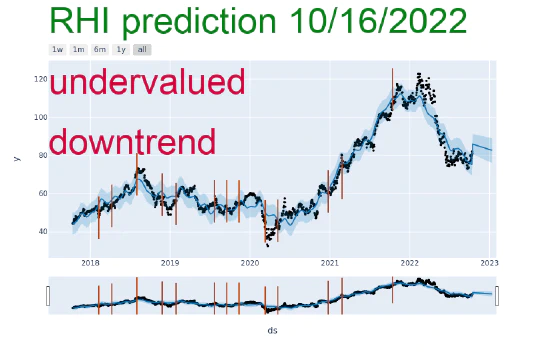 RHI prediction 10/16/2022
1w 1m 6m 1y all
undervalued
downtrend
120
100
80
60
40
y
2018 2019 2020 2021 2022 2023
ds